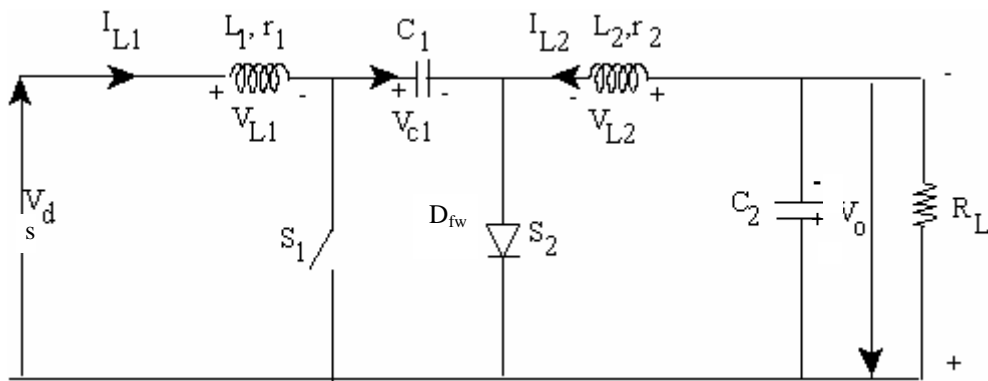 I_L1
L_1, r_1
C_1
I_L2
L_2, r_2
+ -
+ -
- +
-
V_L1
V_c1
V_L2
V_d
s
S_1
D_fw
S_2
C_2
-
+
V_o
R_L
+